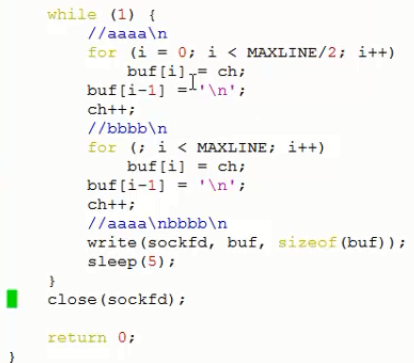 while (1) {
//aaaa\n
for (i = 0; i < MAXLINE/2; i++)
buf[i] = ch;
buf[i-1] = '\n';
ch++;
//bbbb\n
for (; i < MAXLINE; i++)
buf[i] = ch;
buf[i-1] = '\n';
ch++;
//aaaa\nbbbb\n
write(sockfd, buf, sizeof(buf));
sleep(5);
}
close(sockfd);
return 0;
}